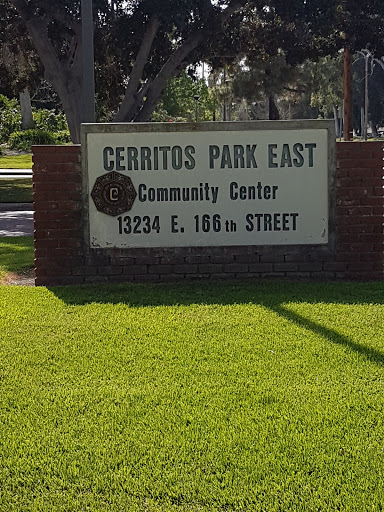 CERRITOS PARK EAST
Community Center
13234 E. 166th STREET
C